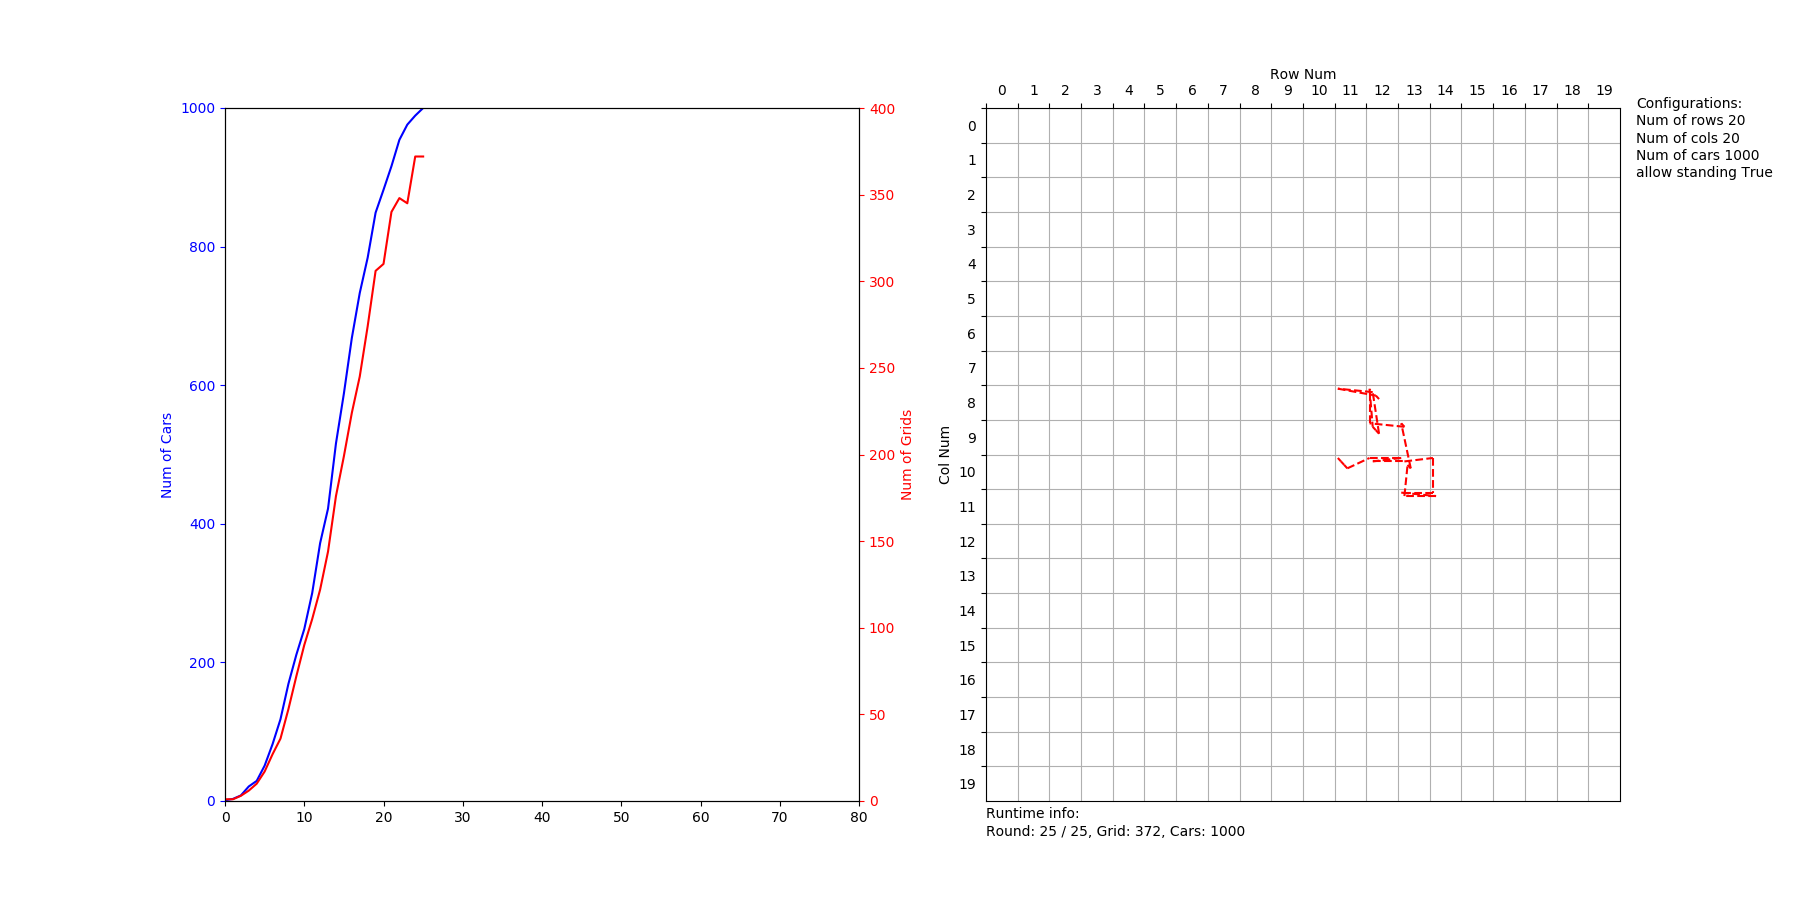 Num of Cars
1000
800
600
400
200
0
0 10 20 30 40 50 60 70 80
400
350
300
250
200
150
100
50
0
Num of Grids
Row Num
0 1 2 3 4 5 6 7 8 9 10 11 12 13 14 15 16 17 18 19
Col Num
0
1
2
3
4
5
6
7
8
9
10
11
12
13
14
15
16
17
18
19
Configurations:
Num of rows 20
Num of cols 20
Num of cars 1000
allow standing True
Runtime info:
Round: 25 / 25, Grid: 372, Cars: 1000